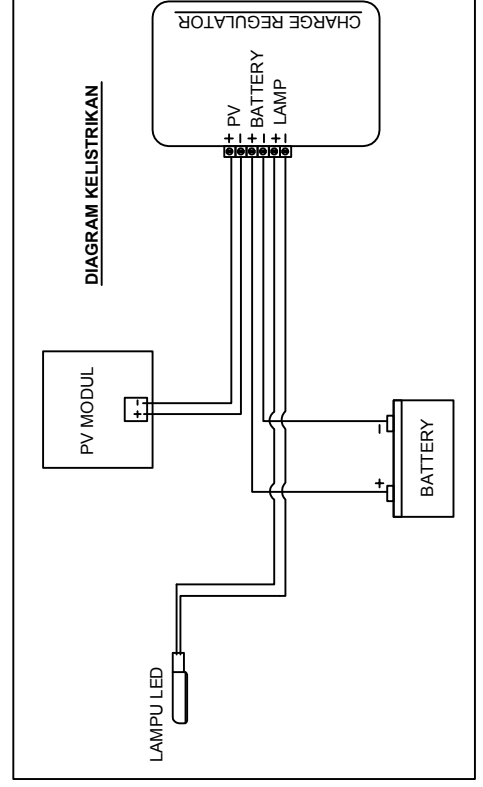 DIAGRAM KELISTRIKAN
CHARGE REGULATOR
+
- PV
+
- BATTERY
+
- LAMP
PV MODUL
+ -
LAMPU LED
+ -
BATTERY